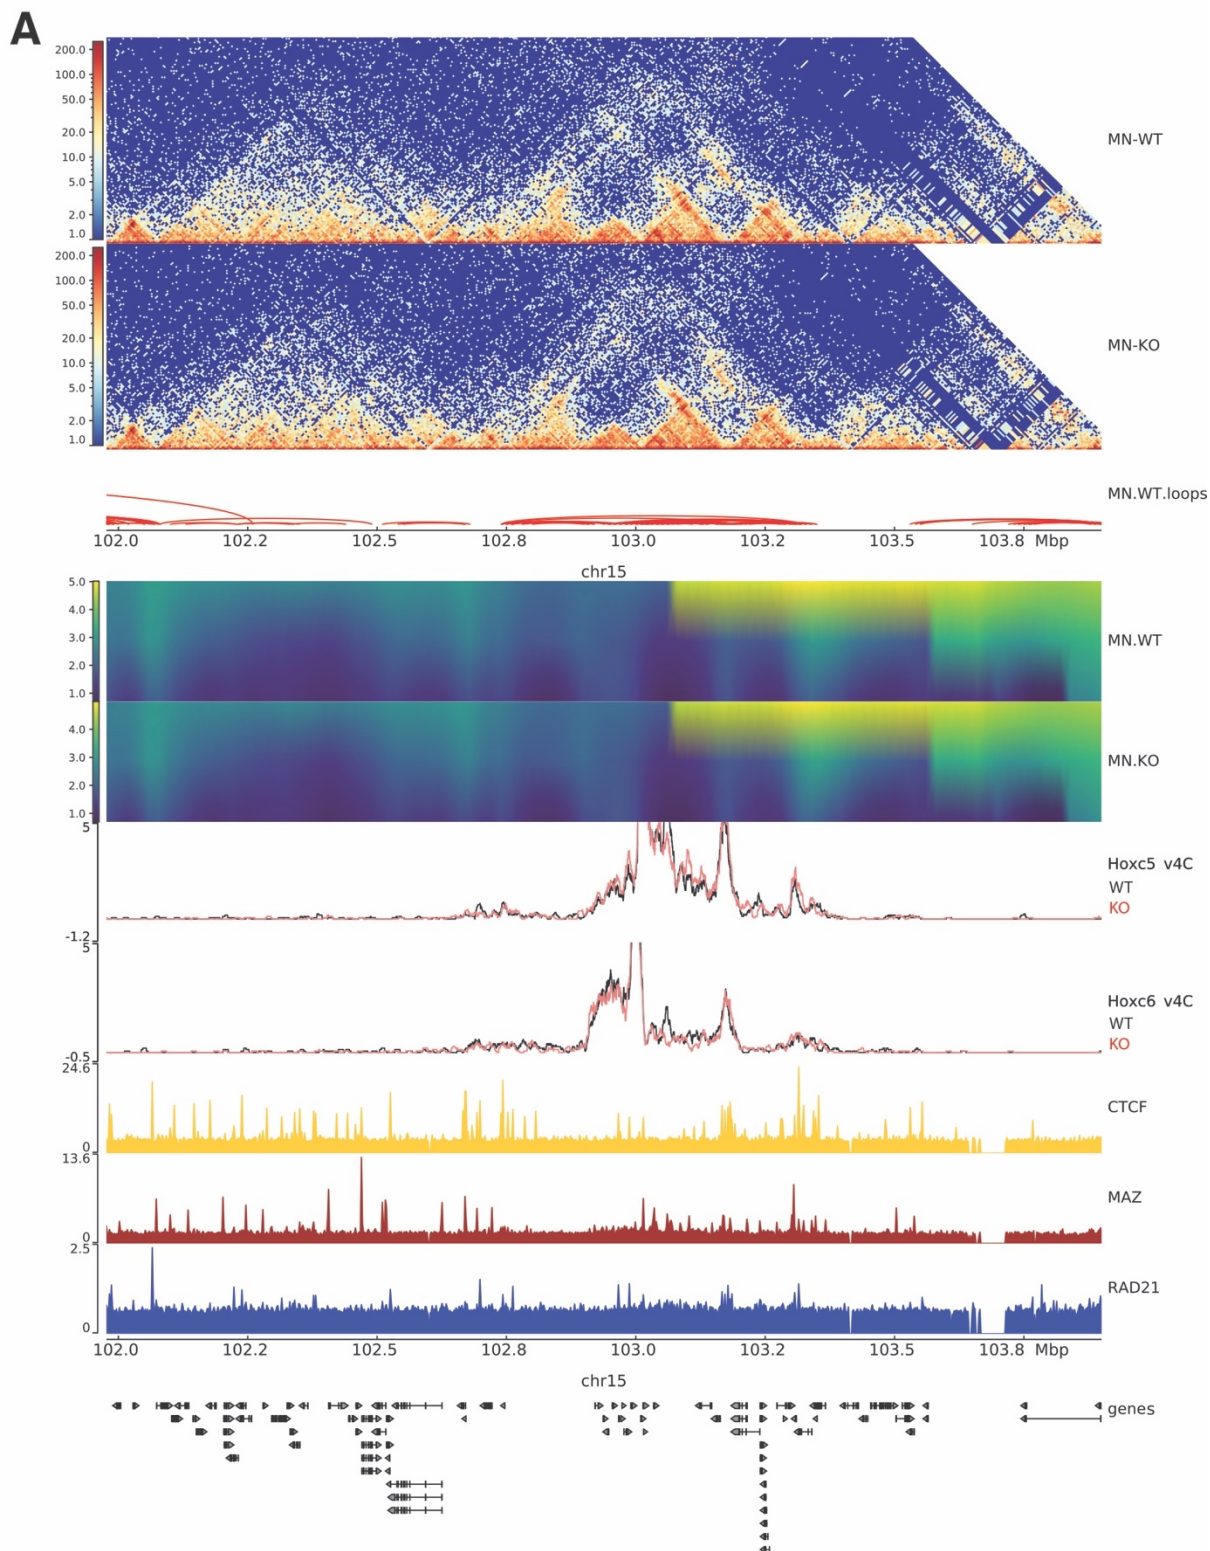 A
200.0
100.0
50.0
20.0
10.0
5.0
2.0
1.0
MN-WT
200.0
100.0
50.0
20.0
10.0
5.0
2.0
1.0
MN-KO
MN.WT.loops
102.0 102.2 102.5 102.8 103.0 103.2 103.5 103.8 Mbp
chr15
5.0
4.0
3.0
2.0
1.0
MN.WT
4.0
3.0
2.0
1.0
MN.KO
5
Hoxc5 v4C
WT
KO
-1.2
5
Hoxc6 v4C
WT
KO
-0.5
24.6
CTCF
0
13.6
MAZ
0
2.5
RAD21
0
102.0 102.2 102.5 102.8 103.0 103.2 103.5 103.8 Mbp
chr15
genes